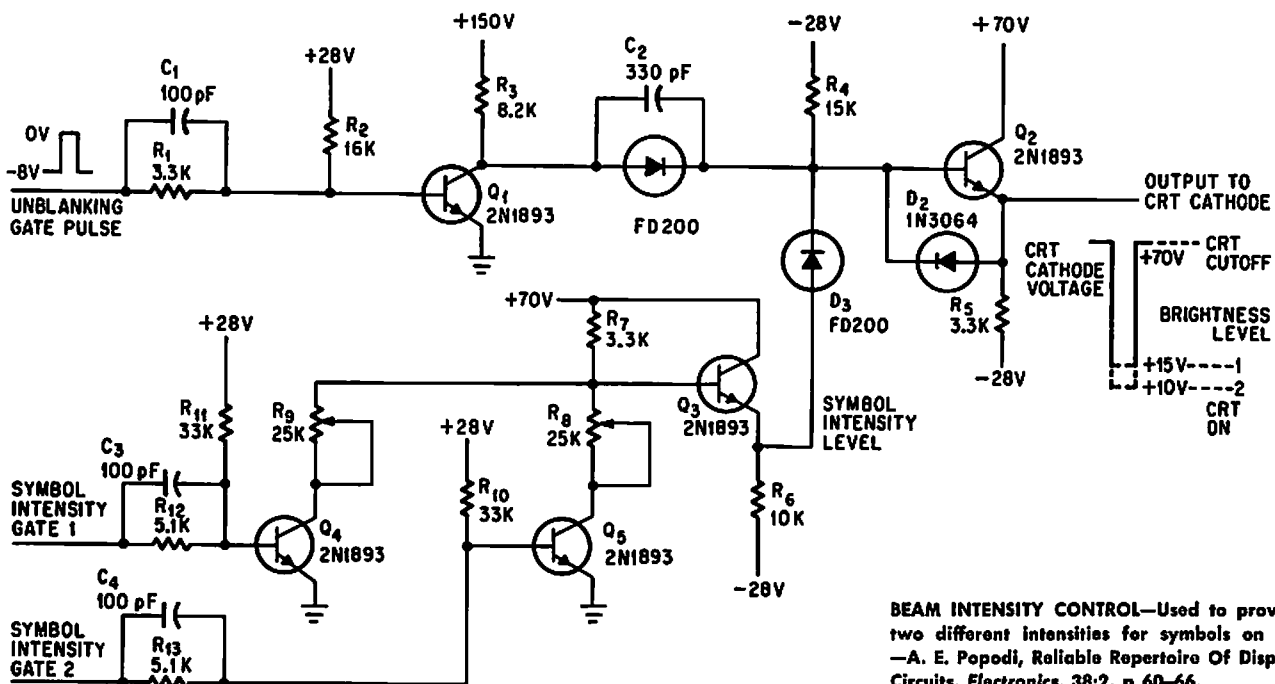 +150V
-28V
+70V
C2
330 pF
+28V
C1
100 pF
R3
8.2K
R4
15K
R2
16K
0V
-8V
R1
3.3K
Q2
2N1893
UNBLANKING
GATE PULSE
Q1
2N1893
FD200
D2
1N3064
OUTPUT TO
CRT CATHODE
CRT
CATHODE
VOLTAGE
+70V
CRT
CUTOFF
BRIGHTNESS
LEVEL
+15V----1
+10V----2
CRT
ON
D3
FD200
R5
3.3K
-28V
+70V
R7
3.3K
+28V
Q3
2N1893
SYMBOL
INTENSITY
LEVEL
R11
33K
R9
25K
+28V
R8
25K
C3
100 pF
R12
5.1K
SYMBOL
INTENSITY
GATE 1
Q4
2N1893
R10
33K
Q5
2N1893
R6
10K
-28V
C4
100 pF
R13
5.1K
SYMBOL
INTENSITY
GATE 2
BEAM INTENSITY CONTROL—Used to prov
two different intensities for symbols on
—A. E. Popodi, Reliable Repertoire Of Disp
Circuits, Electronics, 38:2, p 60–66.